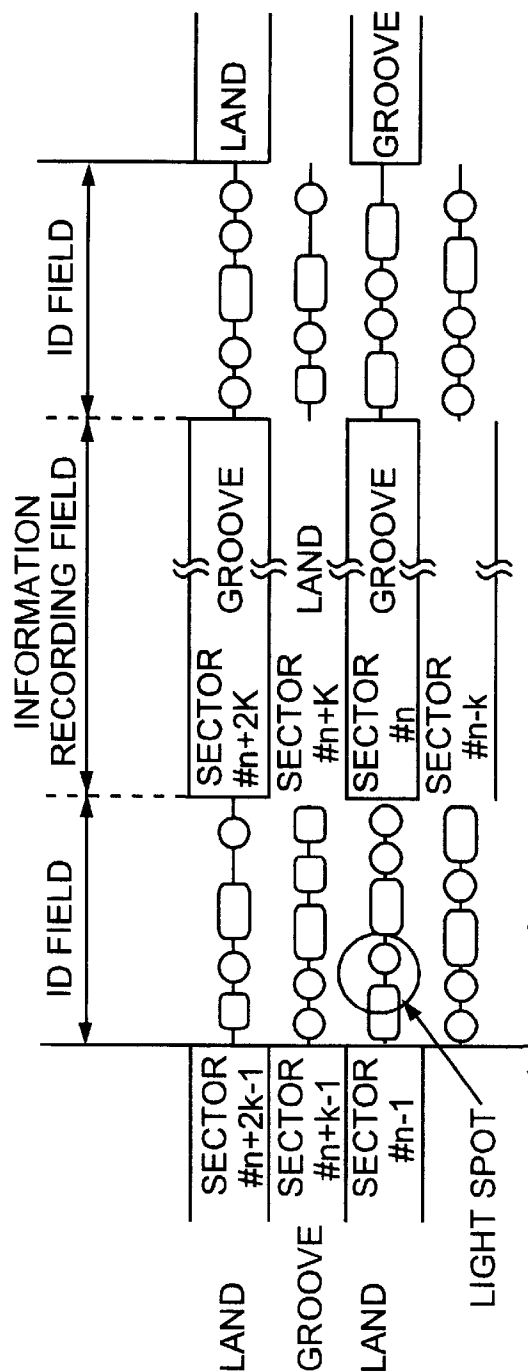 ID FIELD
INFORMATION
RECORDING FIELD
ID FIELD
LAND
SECTOR
#n+2k-1
SECTOR
#n+2K
GROOVE
LAND
GROOVE
SECTOR
#n+k-1
SECTOR
#n+K
LAND
LAND
SECTOR
#n-1
SECTOR
#n
GROOVE
GROOVE
SECTOR
#n-k
LIGHT SPOT